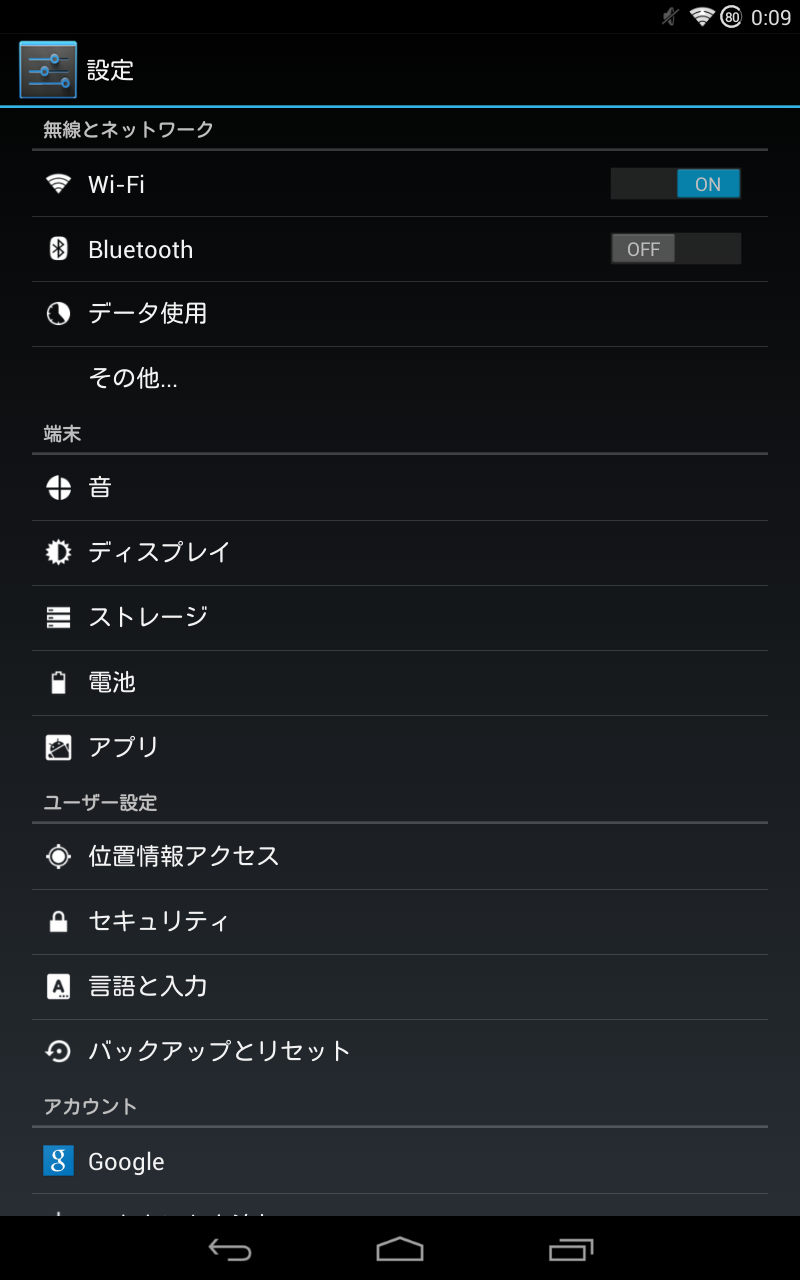 80 0:09
設定
無線とネットワーク
Wi-Fi ON
Bluetooth OFF
データ使用
その他...
端末
音
ディスプレイ
ストレージ
電池
アプリ
ユーザー設定
位置情報アクセス
セキュリティ
言語と入力
バックアップとリセット
アカウント
Google